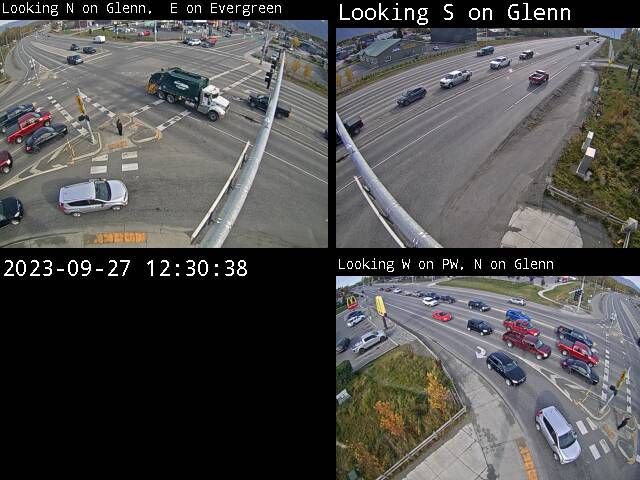 Looking N on Glenn,  E on Evergreen
Looking S on Glenn
2023-09-27 12:30:38
Looking W on PW, N on Glenn